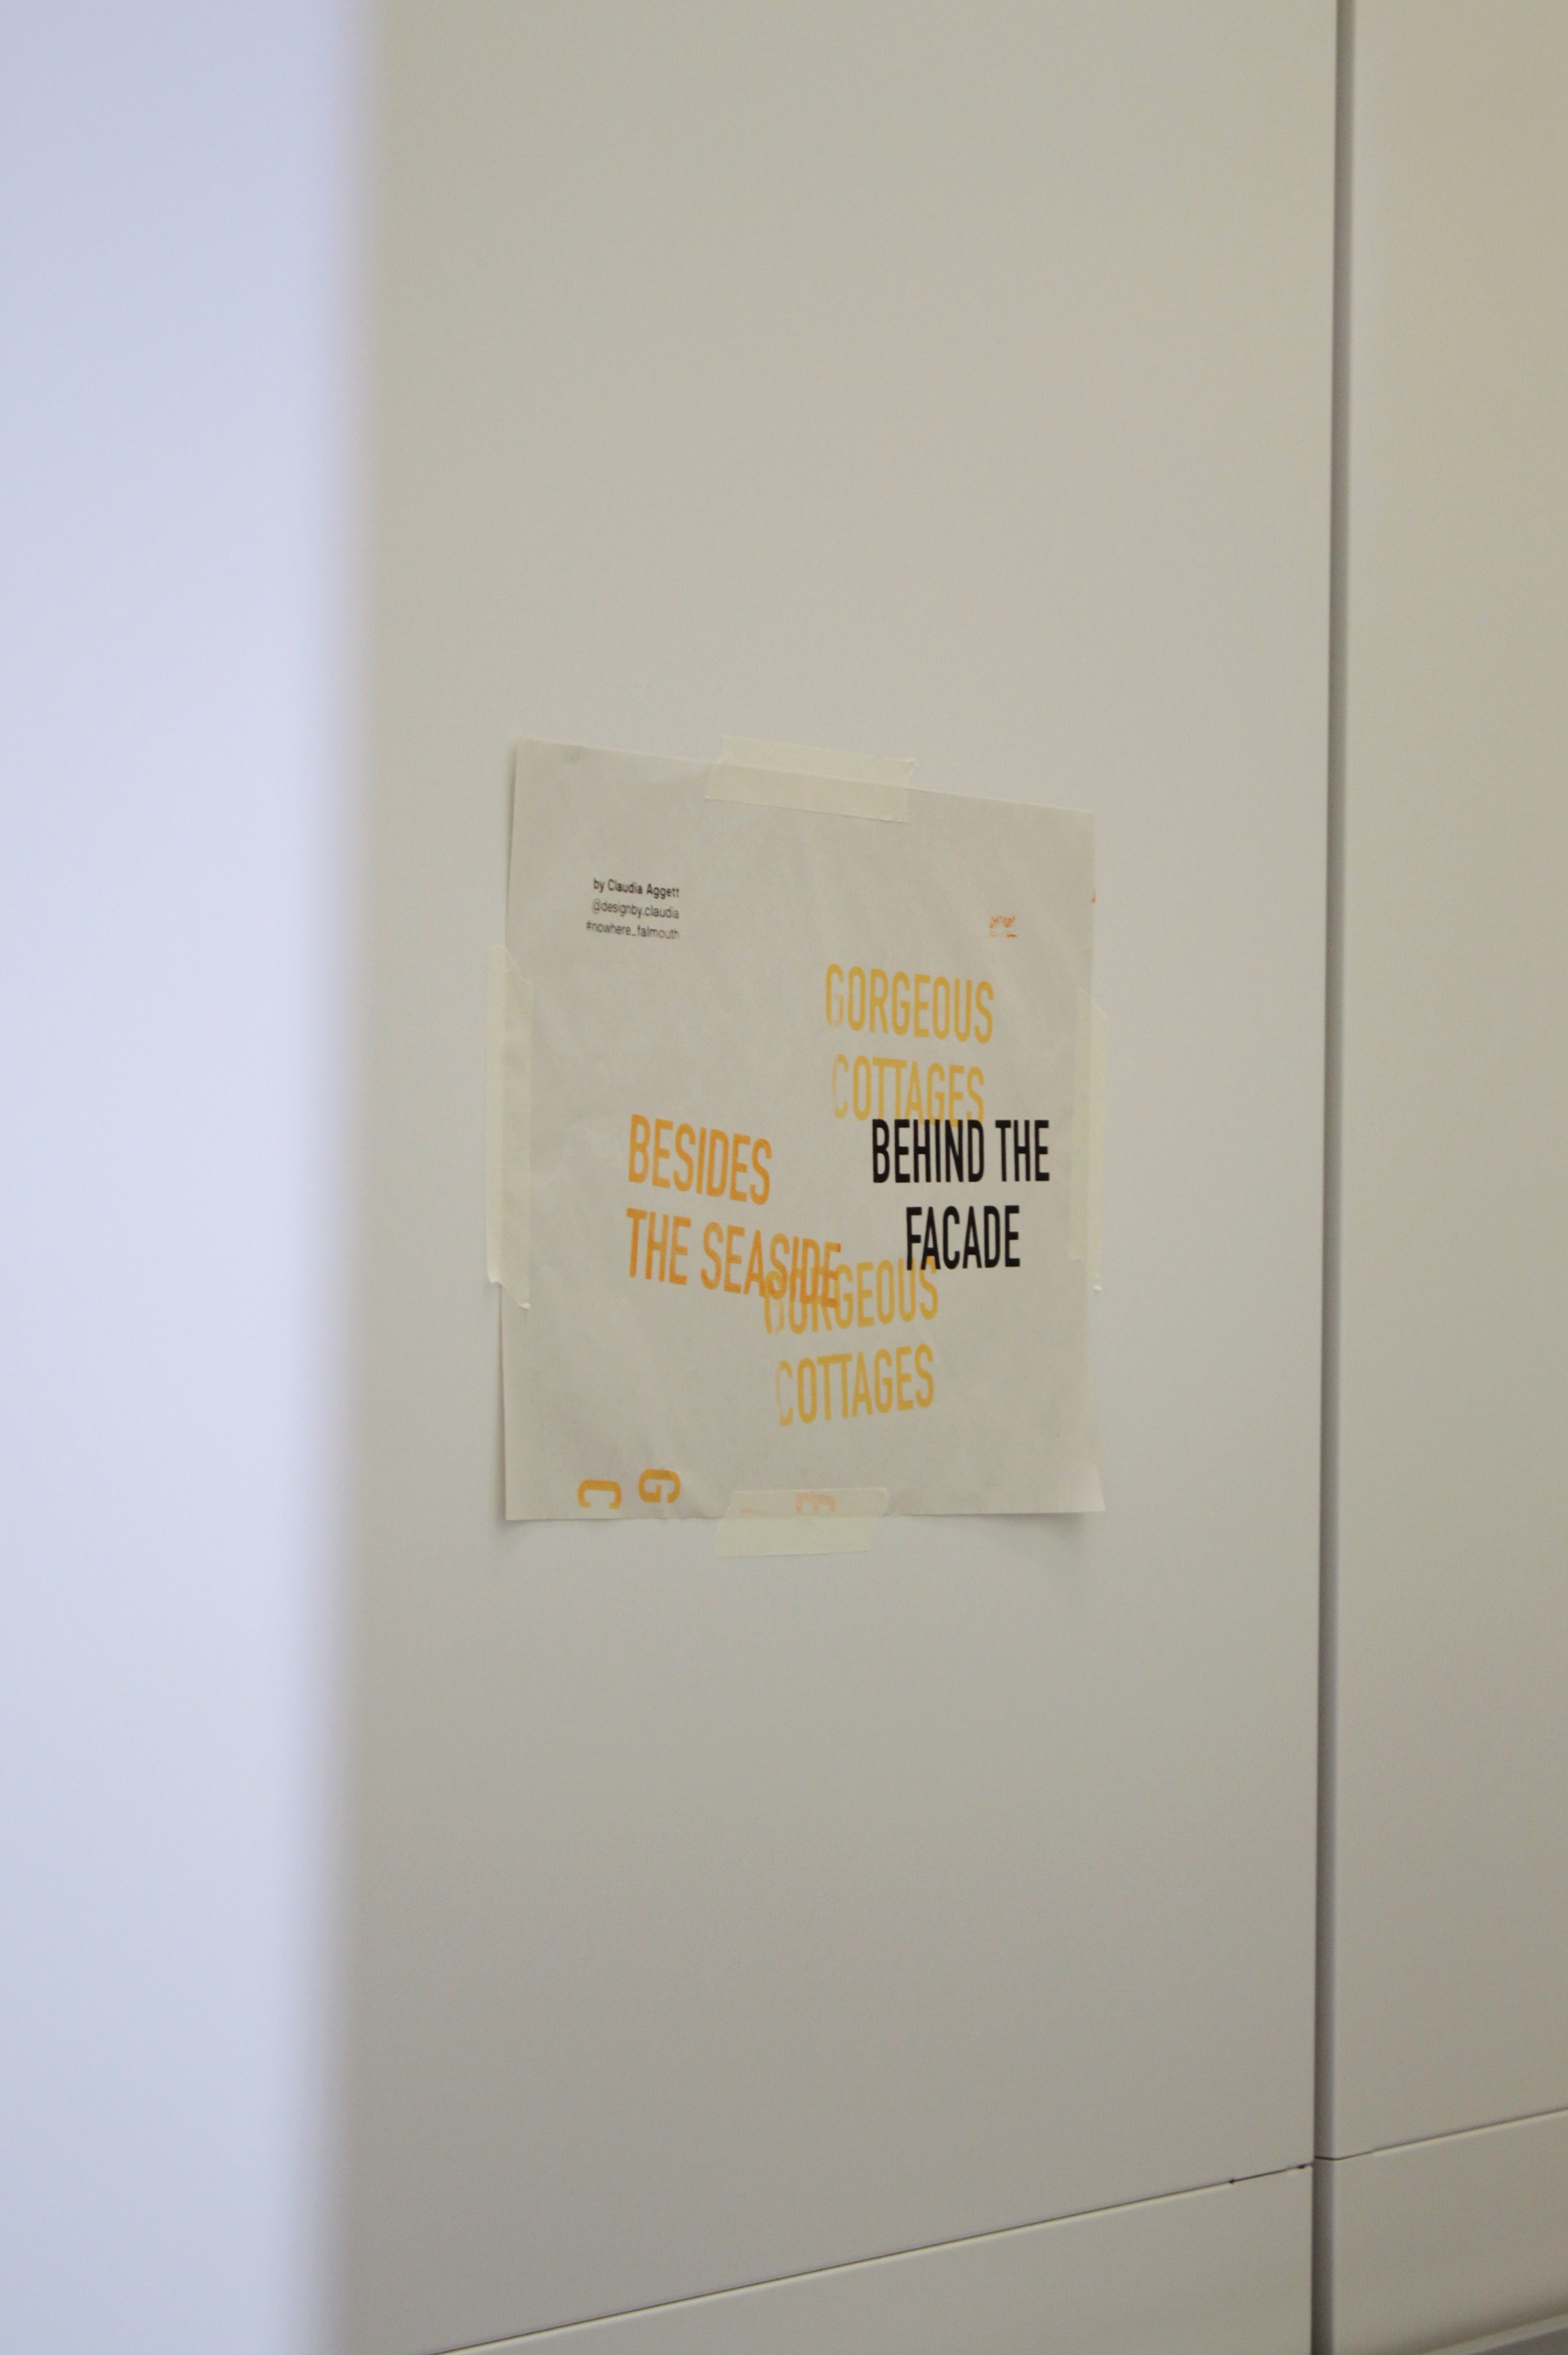 by Claudia Aggett
@designby.claudia
#nowhere_falmouth
GORGEOUS
COTTAGES
BEHIND THE
FACADE
BESIDES
THE SEASIDE
GORGEOUS
COTTAGES
C G